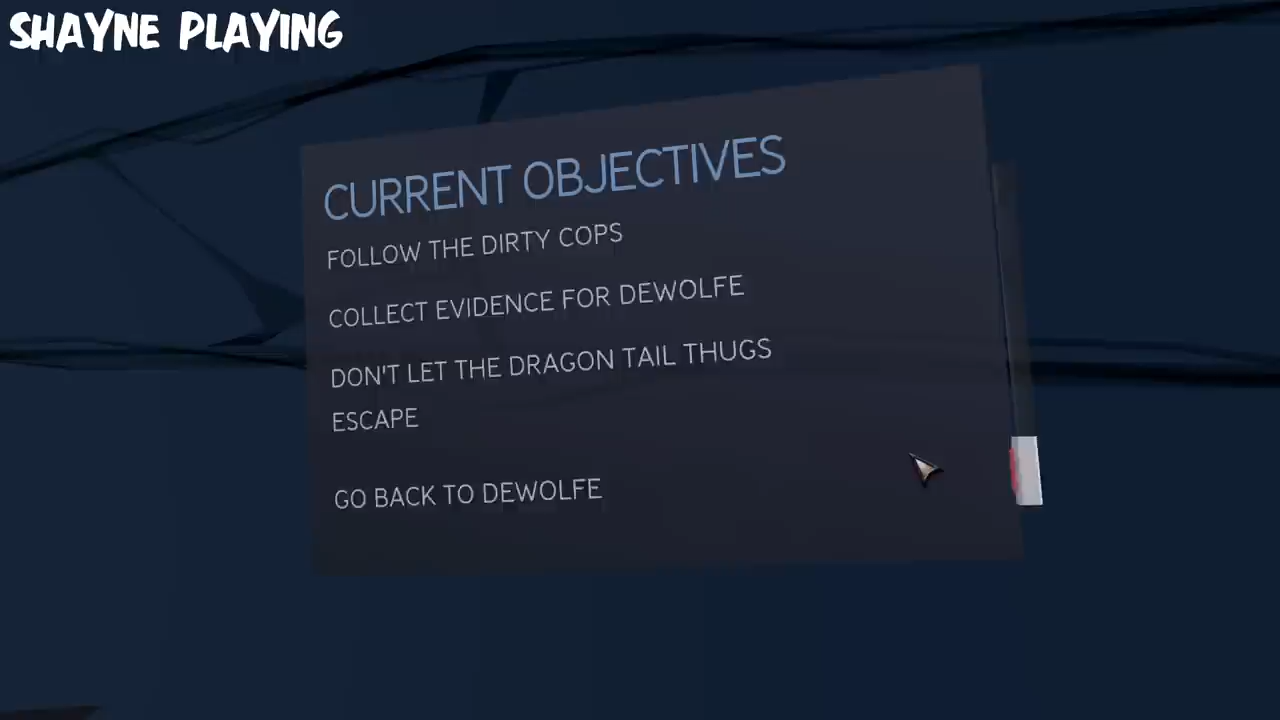 SHAYNE PLAYING
CURRENT OBJECTIVES
FOLLOW THE DIRTY COPS
COLLECT EVIDENCE FOR DEWOLFE
DON'T LET THE DRAGON TAIL THUGS
ESCAPE
GO BACK TO DEWOLFE